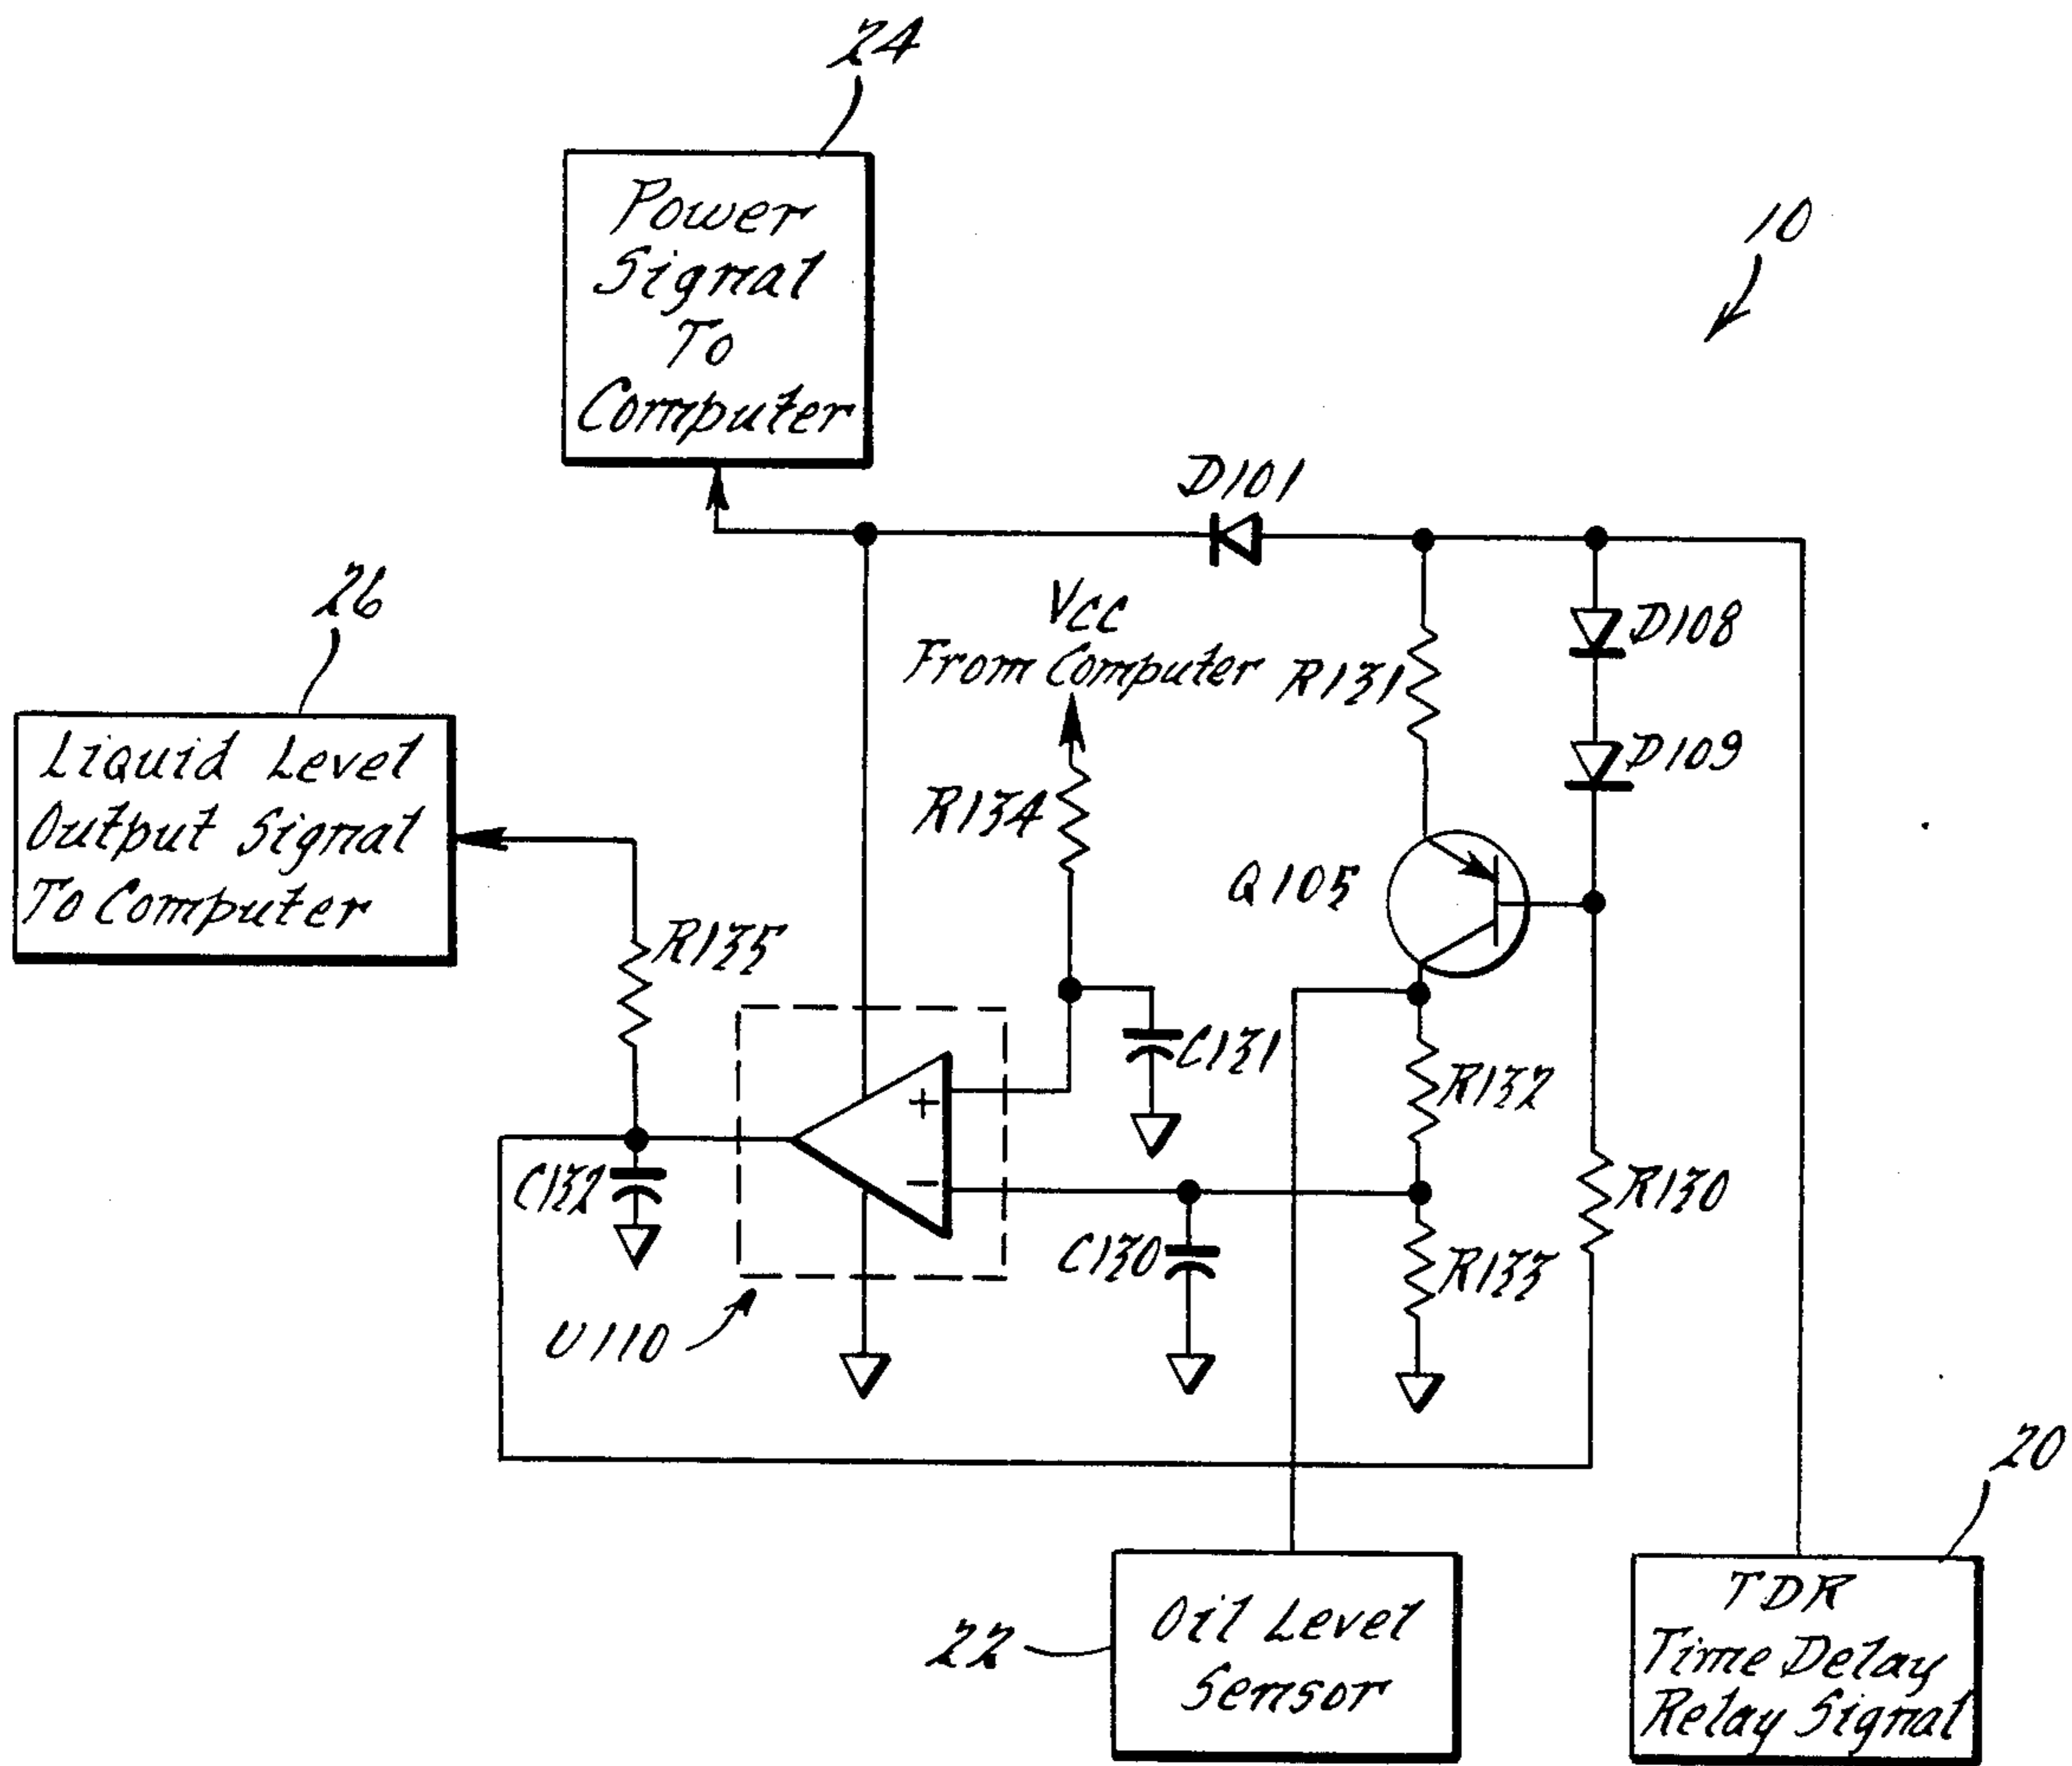 24
Power
Signal
To
Computer
10
D101
26
Vcc
From Computer
R131
D108
D109
Liquid Level
Output Signal
To Computer
R134
Q105
R135
C131
+
R132
C132
−
R130
C130
R133
U110
20
22
Oil Level
Sensor
TDR
Time Delay
Relay Signal